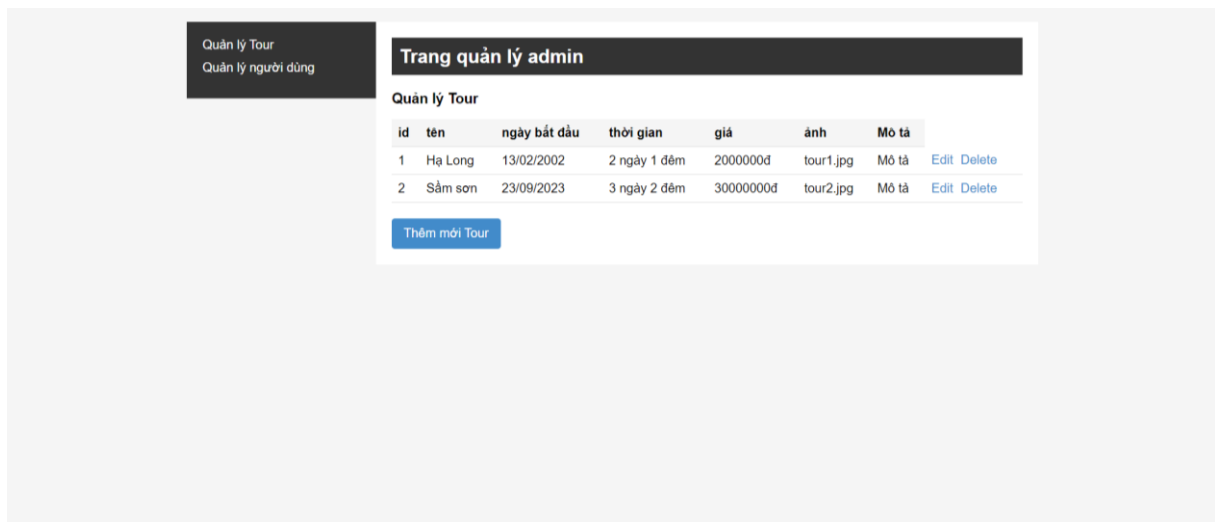 Quản lý Tour
Quản lý người dùng
Trang quản lý admin
Quản lý Tour
id tên ngày bắt đầu thời gian giá ảnh Mô tả
1 Hạ Long 13/02/2002 2 ngày 1 đêm 2000000đ tour1.jpg Mô tả Edit Delete
2 Sầm sơn 23/09/2023 3 ngày 2 đêm 30000000đ tour2.jpg Mô tả Edit Delete
Thêm mới Tour